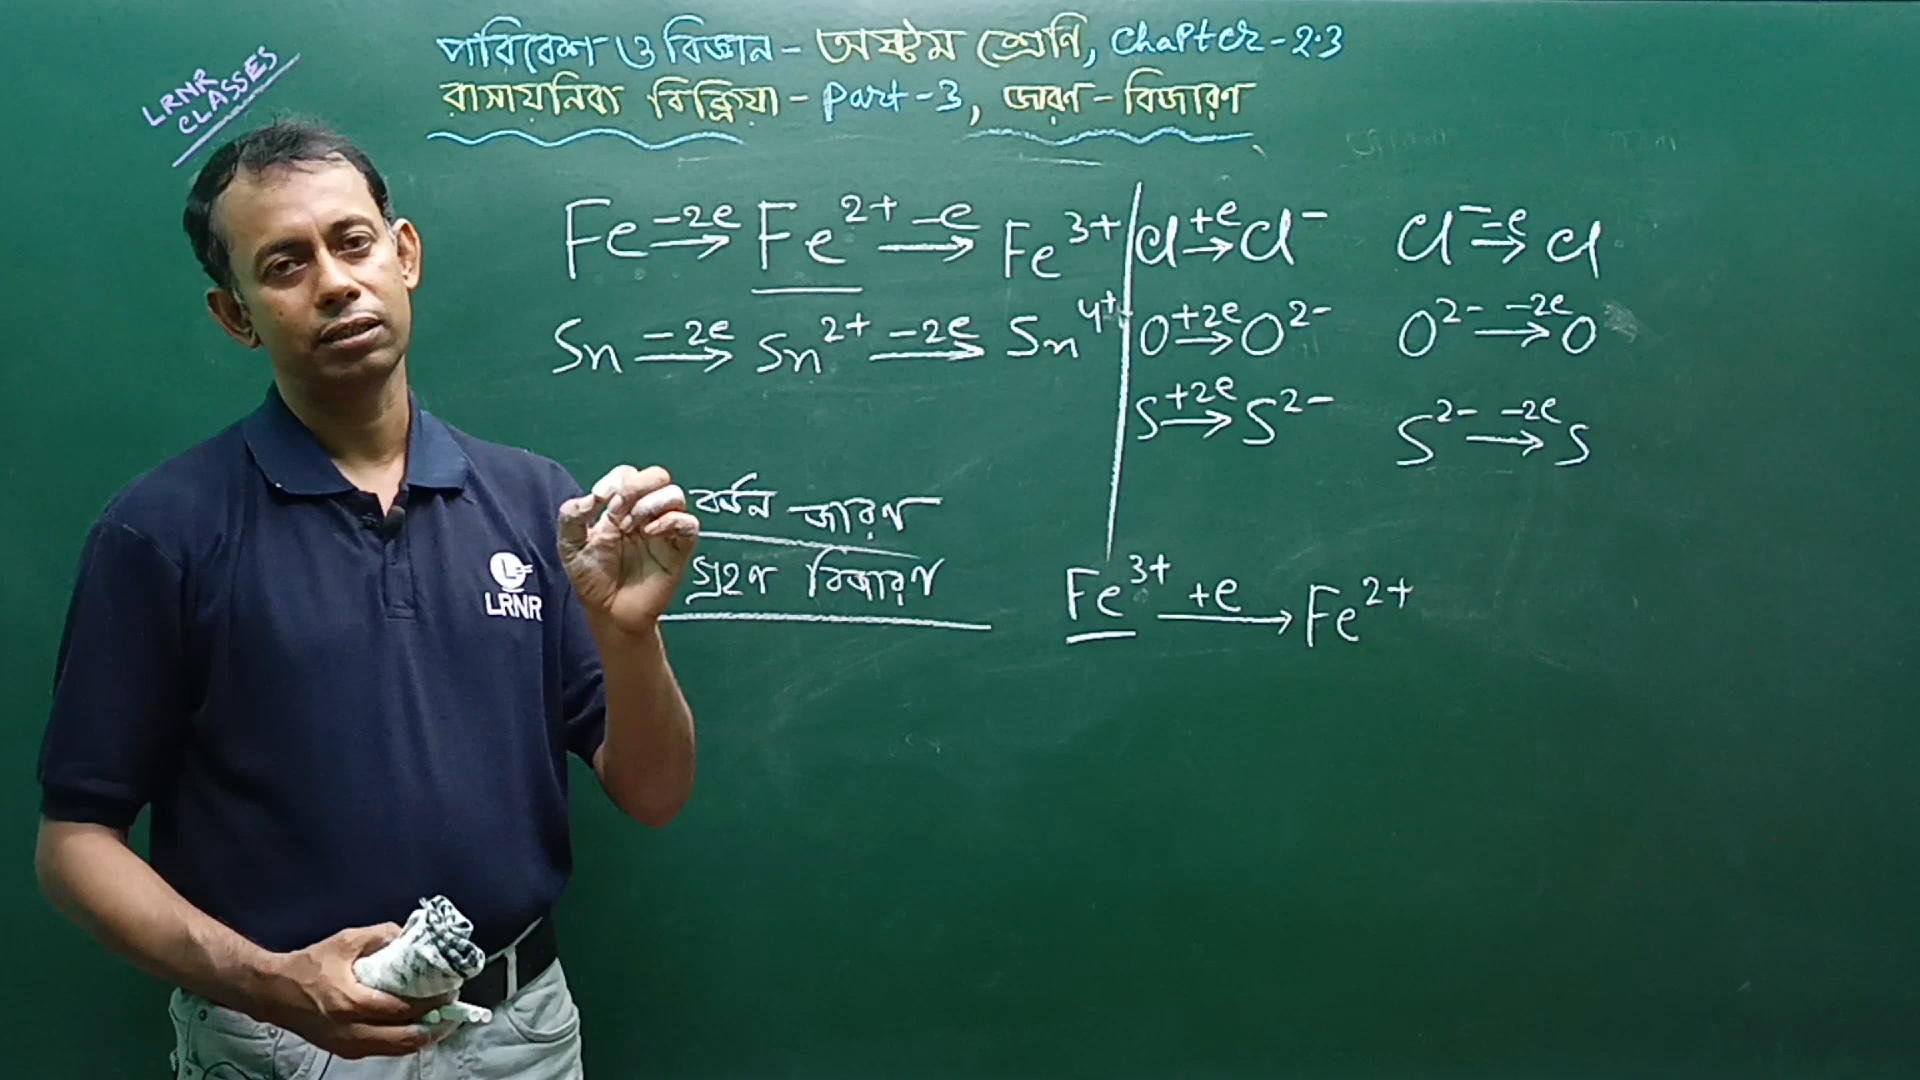 LRNR
CLASSES
পরিবেশ ও বিজ্ঞান - অষ্টম শ্রেণি, Chapter-2.3
রাসায়নিক বিক্রিয়া - part-3, জারণ - বিজারণ
Fe -2e → Fe²⁺ -e → Fe³⁺
Sn -2e → Sn²⁺ -2e → Sn⁴⁺
Cl +e → Cl⁻ Cl⁻ -e → Cl
O +2e → O²⁻ O²⁻ -2e → O
S +2e → S²⁻ S²⁻ -2e → S
বর্জন জারণ
গ্রহণ বিজারণ
Fe³⁺ +e → Fe²⁺
L
LRNR